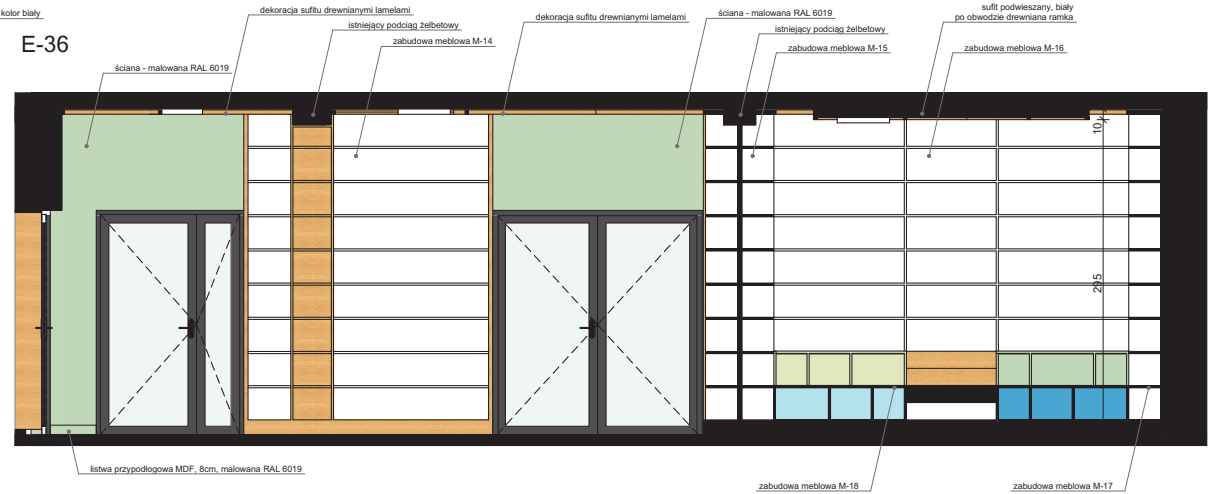 kolor biały
E-36
dekoracja sufitu drewnianymi lamelami
istniejący podciąg żelbetowy
zabudowa meblowa M-14
ściana - malowana RAL 6019
dekoracja sufitu drewnianymi lamelami
ściana - malowana RAL 6019
istniejący podciąg żelbetowy
zabudowa meblowa M-15
sufit podwieszany, biały
po obwodzie drewniana ramka
zabudowa meblowa M-16
10
295
listwa przypodłogowa MDF, 8cm, malowana RAL 6019
zabudowa meblowa M-18
zabudowa meblowa M-17